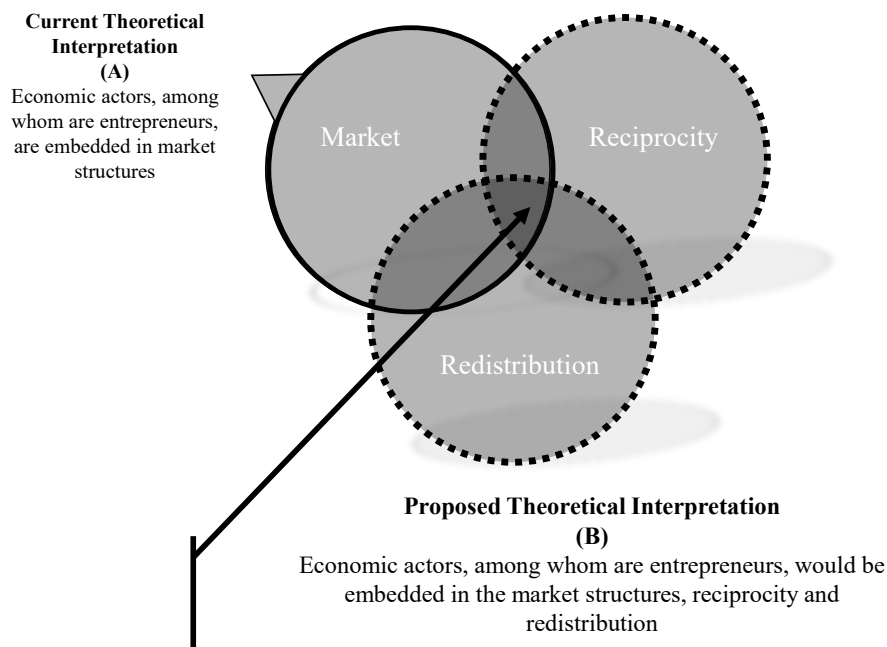 Current Theoretical
Interpretation
(A)
Economic actors, among
whom are entrepreneurs,
are embedded in market
structures
Market
Reciprocity
Redistribution
Proposed Theoretical Interpretation
(B)
Economic actors, among whom are entrepreneurs, would be
embedded in the market structures, reciprocity and
redistribution